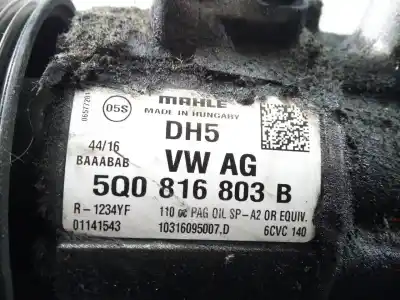 05S
MAHLE
MADE IN HUNGARY
DH5
44/16
BAAABAB
VW AG
5Q0 816 803 B
R-1234YF
110 cc PAG OIL SP-A2 OR EQUIV.
01141543
10316095007.D
6CVC 140